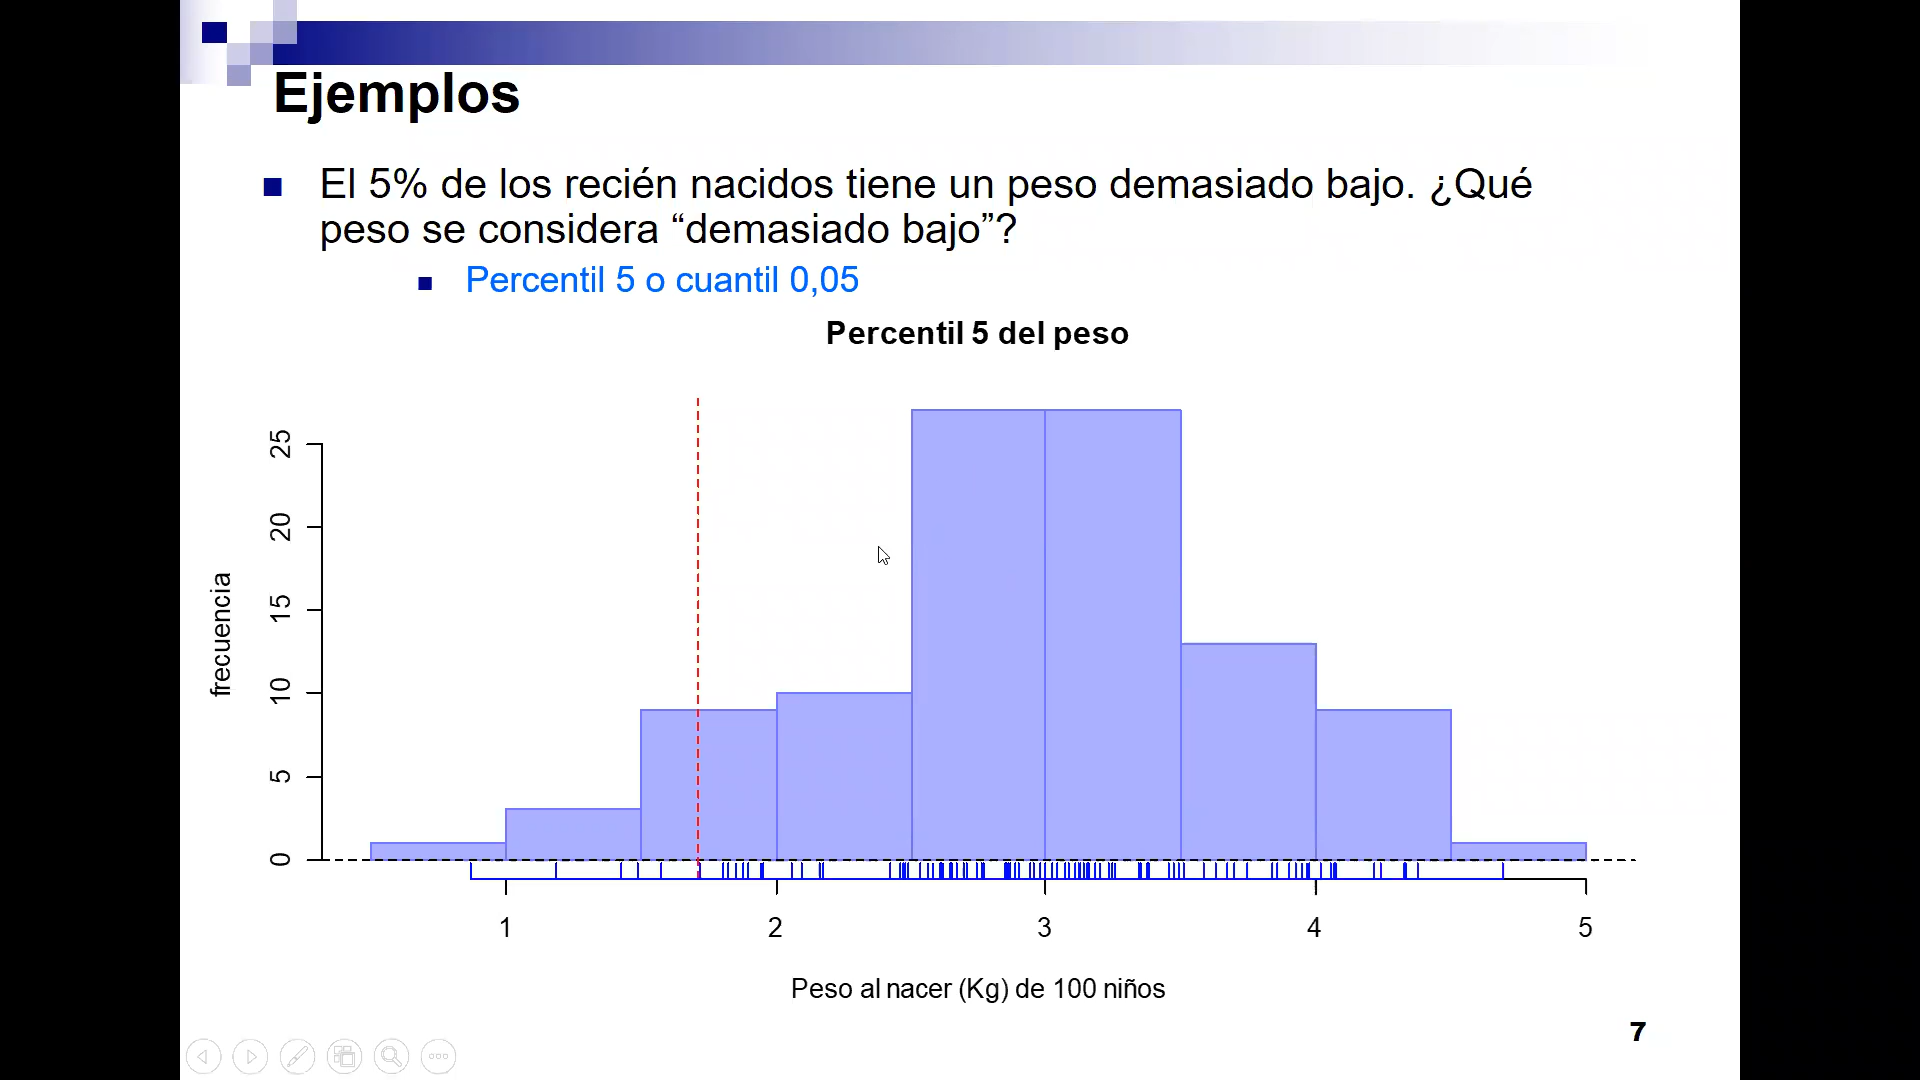 Ejemplos
El 5% de los recién nacidos tiene un peso demasiado bajo. ¿Qué
peso se considera “demasiado bajo”?
Percentil 5 o cuantil 0,05
Percentil 5 del peso
25
20
15
10
5
0
frecuencia
1 2 3 4 5
Peso al nacer (Kg) de 100 niños
7